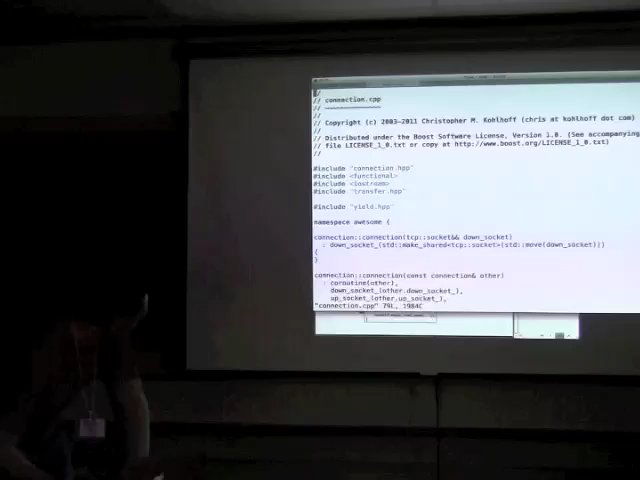 //
// connection.cpp
// ~~~~~~~~~~~~~~
//
// Copyright (c) 2003-2011 Christopher M. Kohlhoff (chris at kohlhoff dot com)
//
// Distributed under the Boost Software License, Version 1.0. (See accompanying
// file LICENSE_1_0.txt or copy at http://www.boost.org/LICENSE_1_0.txt)
//
#include "connection.hpp"
#include <functional>
#include <iostream>
#include "transfer.hpp"
#include "yield.hpp"
namespace awesome {
connection::connection(tcp::socket&& down_socket)
: down_socket_(std::make_shared<tcp::socket>(std::move(down_socket)))
{
}
connection::connection(const connection& other)
: coroutine(other),
down_socket_(other.down_socket_),
up_socket_(other.up_socket_),
"connection.cpp" 79L, 1984C